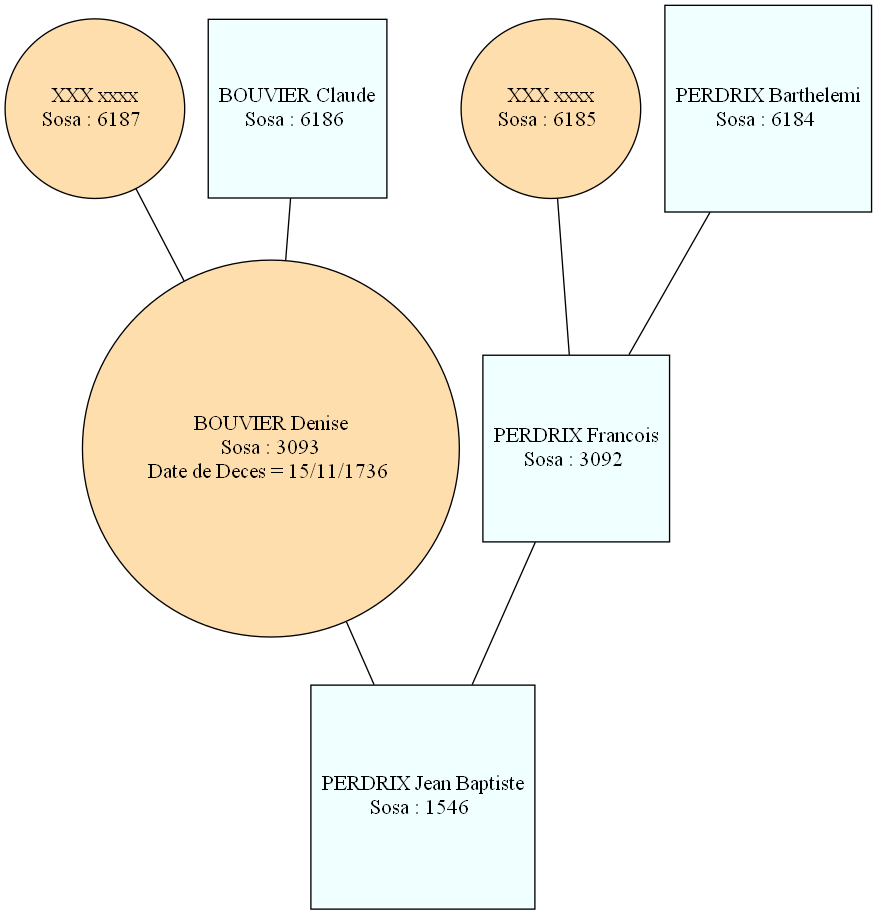 XXX xxxx
Sosa : 6187
BOUVIER Claude
Sosa : 6186
XXX xxxx
Sosa : 6185
PERDRIX Barthelemi
Sosa : 6184
BOUVIER Denise
Sosa : 3093
Date de Deces = 15/11/1736
PERDRIX Francois
Sosa : 3092
PERDRIX Jean Baptiste
Sosa : 1546